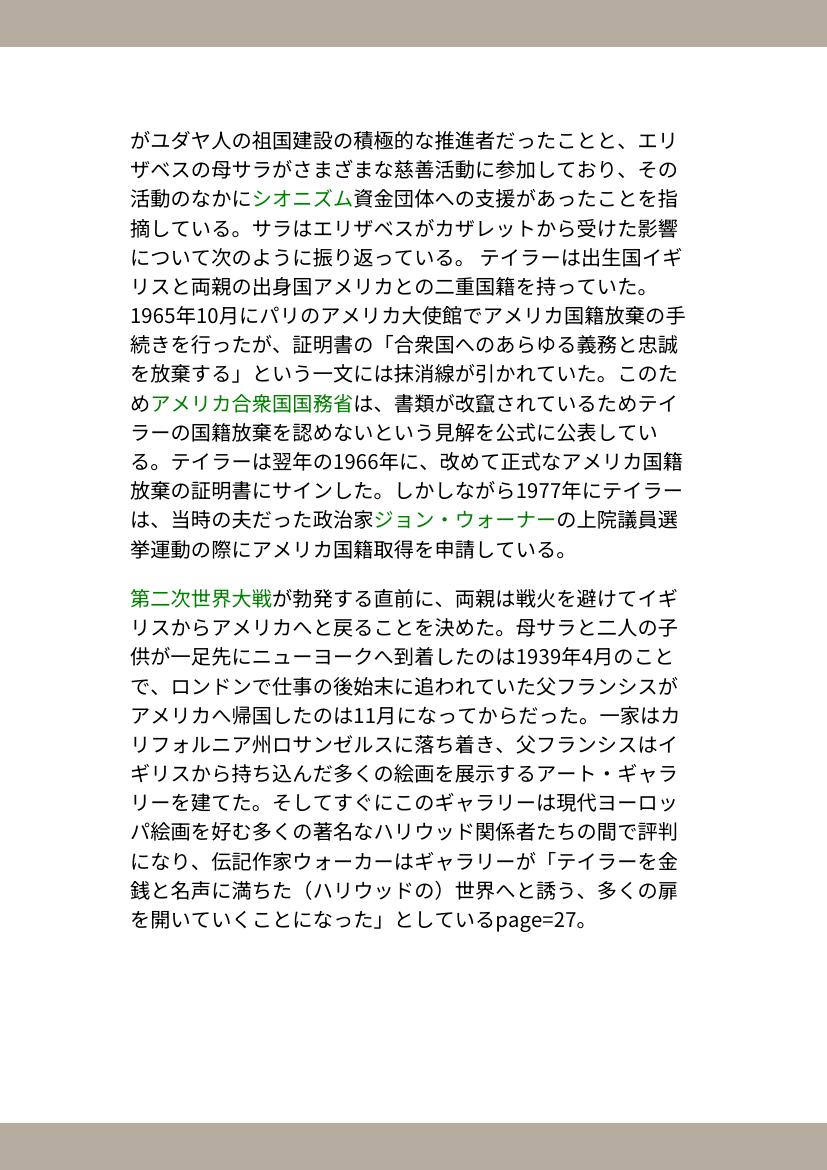 がユダヤ人の祖国建設の積極的な推進者だったことと、エリ
ザベスの母サラがさまざまな慈善活動に参加しており、その
活動のなかにシオニズム資金団体への支援があったことを指
摘している。サラはエリザベスがカザレットから受けた影響
について次のように振り返っている。 テイラーは出生国イギ
リスと両親の出身国アメリカとの二重国籍を持っていた。
1965年10月にパリのアメリカ大使館でアメリカ国籍放棄の手
続きを行ったが、証明書の「合衆国へのあらゆる義務と忠誠
を放棄する」という一文には抹消線が引かれていた。このた
めアメリカ合衆国国務省は、書類が改竄されているためテイ
ラーの国籍放棄を認めないという見解を公式に公表してい
る。テイラーは翌年の1966年に、改めて正式なアメリカ国籍
放棄の証明書にサインした。しかしながら1977年にテイラー
は、当時の夫だった政治家ジョン・ウォーナーの上院議員選
挙運動の際にアメリカ国籍取得を申請している。
第二次世界大戦が勃発する直前に、両親は戦火を避けてイギ
リスからアメリカへと戻ることを決めた。母サラと二人の子
供が一足先にニューヨークへ到着したのは1939年4月のこと
で、ロンドンで仕事の後始末に追われていた父フランシスが
アメリカへ帰国したのは11月になってからだった。一家はカ
リフォルニア州ロサンゼルスに落ち着き、父フランシスはイ
ギリスから持ち込んだ多くの絵画を展示するアート・ギャラ
リーを建てた。そしてすぐにこのギャラリーは現代ヨーロッ
パ絵画を好む多くの著名なハリウッド関係者たちの間で評判
になり、伝記作家ウォーカーはギャラリーが「テイラーを金
銭と名声に満ちた（ハリウッドの）世界へと誘う、多くの扉
を開いていくことになった」としているpage=27。